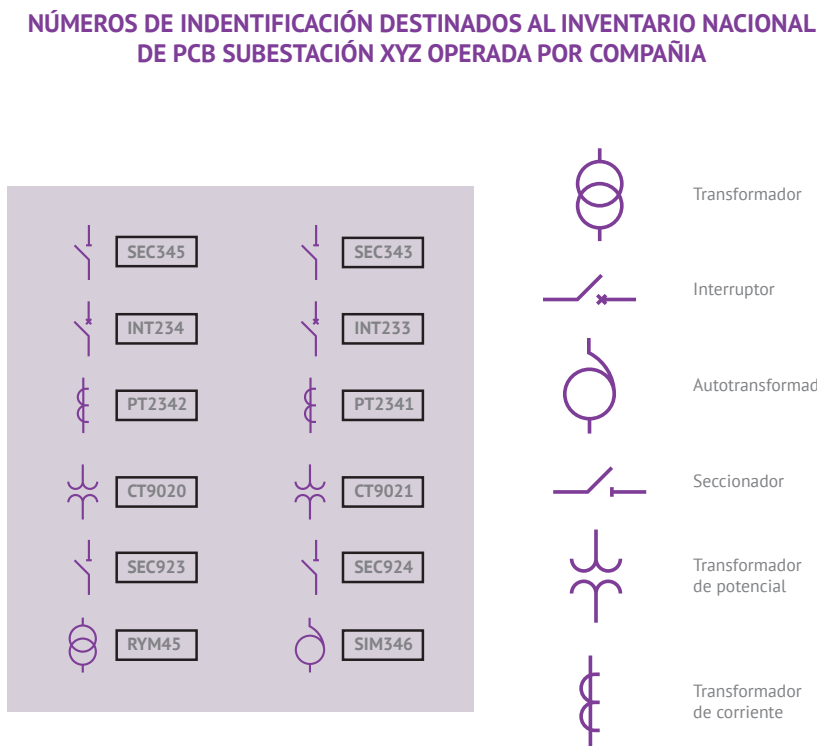 NÚMEROS DE INDENTIFICACIÓN DESTINADOS AL INVENTARIO NACIONAL
DE PCB SUBESTACIÓN XYZ OPERADA POR COMPAÑIA
SEC345
SEC343
INT234
INT233
PT2342
PT2341
CT9020
CT9021
SEC923
SEC924
RYM45
SIM346
Transformador
Interruptor
Autotransformad
Seccionador
Transformador
de potencial
Transformador
de corriente